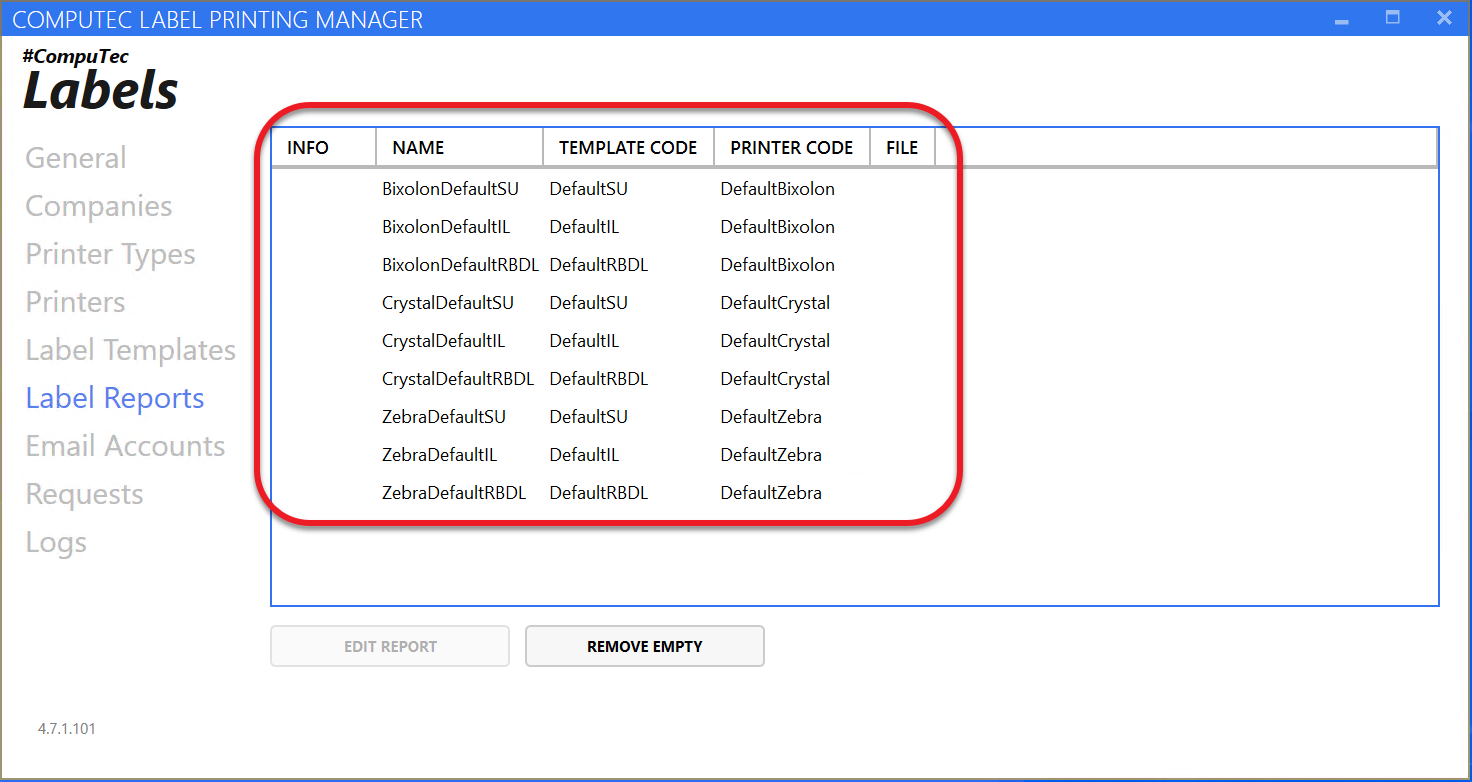 COMPUTEC LABEL PRINTING MANAGER
#CompuTec
Labels
General
Companies
Printer Types
Printers
Label Templates
Label Reports
Email Accounts
Requests
Logs
INFO NAME TEMPLATE CODE PRINTER CODE FILE
BixolonDefaultSU DefaultSU DefaultBixolon
BixolonDefaultIL DefaultIL DefaultBixolon
BixolonDefaultRBDL DefaultRBDL DefaultBixolon
CrystalDefaultSU DefaultSU DefaultCrystal
CrystalDefaultIL DefaultIL DefaultCrystal
CrystalDefaultRBDL DefaultRBDL DefaultCrystal
ZebraDefaultSU DefaultSU DefaultZebra
ZebraDefaultIL DefaultIL DefaultZebra
ZebraDefaultRBDL DefaultRBDL DefaultZebra
EDIT REPORT REMOVE EMPTY
4.7.1.101